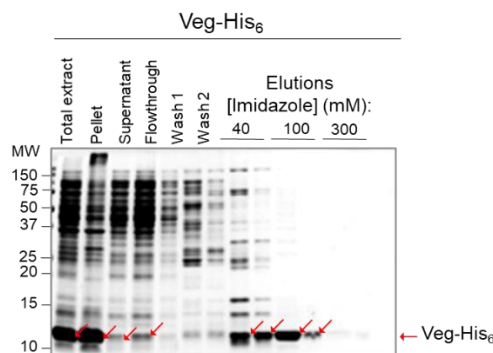 Veg-His₆
Elutions
[Imidazole] (mM):
Total extract
Pellet
Supernatant
Flowthrough
Wash 1
Wash 2
40 100 300
MW
150
75
50
37
25
20
15
10
Veg-His₆